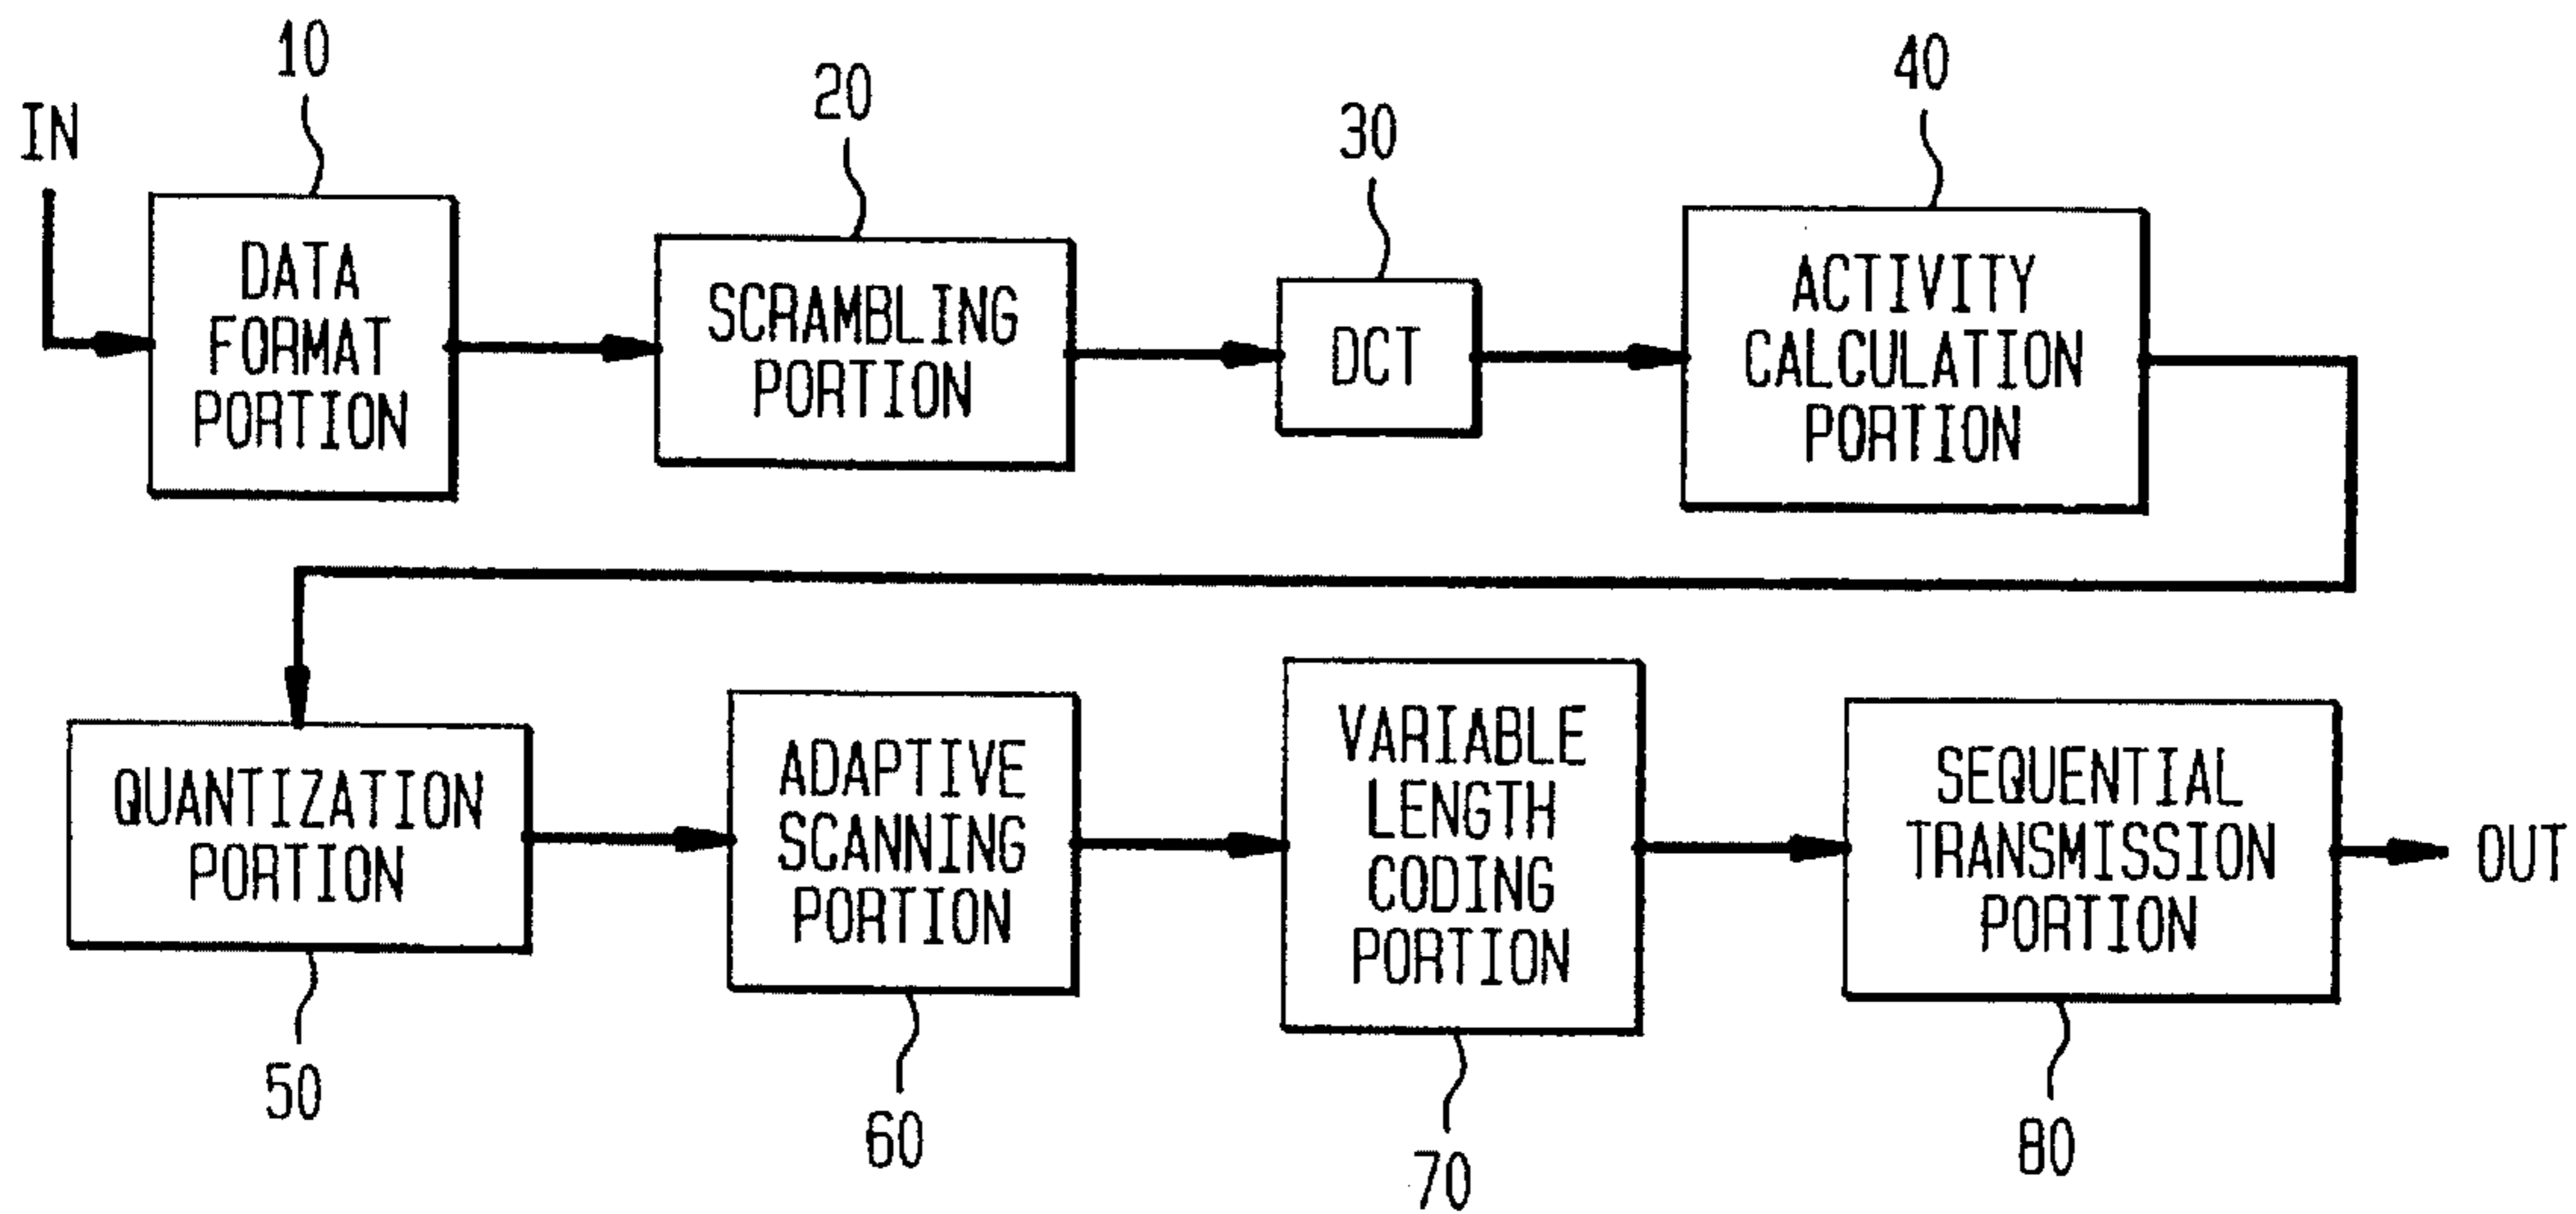 IN
10
DATA
FORMAT
PORTION
20
SCRAMBLING
PORTION
30
DCT
40
ACTIVITY
CALCULATION
PORTION
QUANTIZATION
PORTION
50
ADAPTIVE
SCANNING
PORTION
60
VARIABLE
LENGTH
CODING
PORTION
70
SEQUENTIAL
TRANSMISSION
PORTION
80
OUT